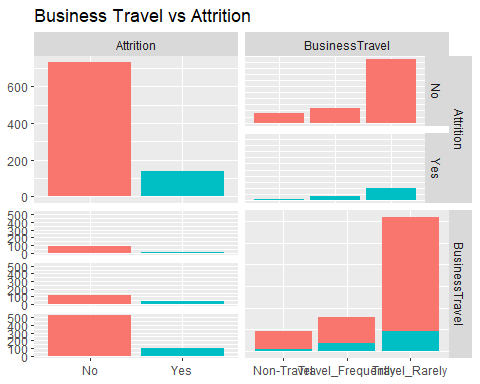 Business Travel vs Attrition
Attrition
BusinessTravel
600
400
200
0
No
Yes
Attrition
500
400
300
200
100
0
500
400
300
200
100
0
500
400
300
200
100
0
BusinessTravel
No
Yes
Non-Travel
Travel_Frequently
Travel_Rarely